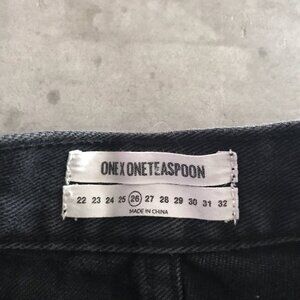 ONEXONETEASPOON
22 23 24 25 26 27 28 29 30 31 32
MADE IN CHINA